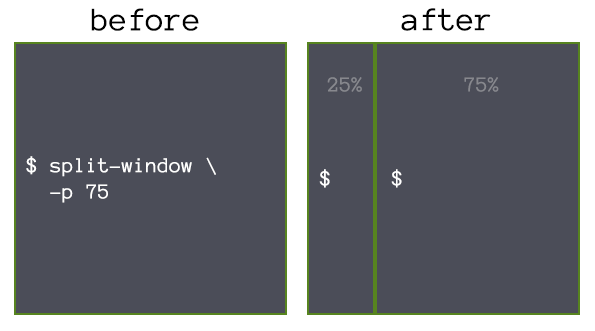 before
after
$ split-window \
-p 75
25%
75%
$
$